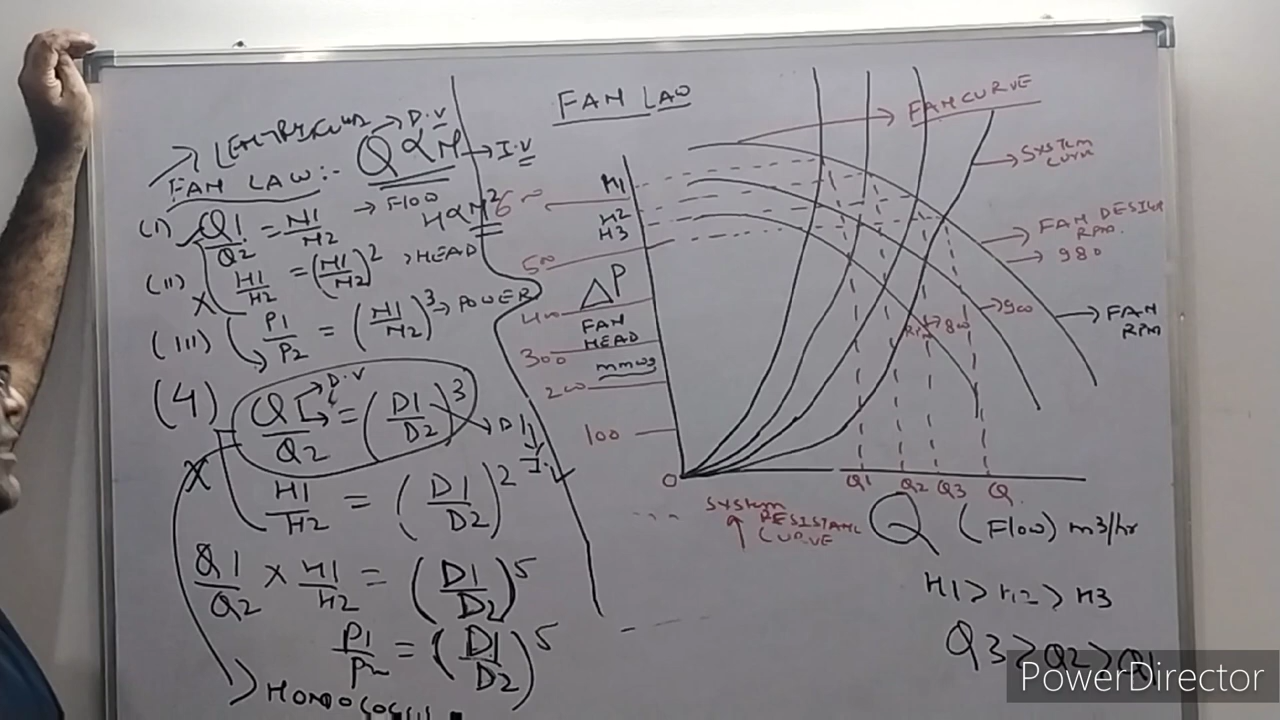 FAN LAW
→ D.V
Q ∝ N → I.V
FAN LAW :-
→ FLOW
H ∝ N²
(I) Q1/Q2 = N1/N2
(II) H1/H2 = (N1/N2)² > HEAD
X
(III) P1/P2 = (N1/N2)³ → POWER
→ D.V
(4) Q/Q2 = (D1/D2)³
X H1/H2 = (D1/D2)²
Q1/Q2 × H1/H2 = (D1/D2)⁵
P1/P2 = (D1/D2)⁵
→ FAN CURVE
→ SYSTEM CURVE
H1
H2
H3
→ FAN DESIGN RPM.
→ 980
→ 900
→ FAN RPM
RPM → 800
600
500
ΔP
400
FAN HEAD
300
mmwg
200
100
0
Q1 Q2 Q3 Q
SYSTEM RESISTANC CURVE
Q (FLOW) m3/hr
H1 > H2 > H3
Q3 > Q2 > Q1
PowerDirector